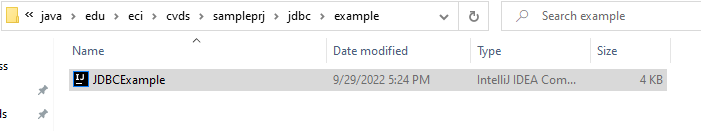 « java > edu > eci > cvds > sampleprj > jdbc > example
Search example
Name Date modified Type Size
ss
JDBCExample 9/29/2022 5:24 PM IntelliJ IDEA Com... 4 KB
ds